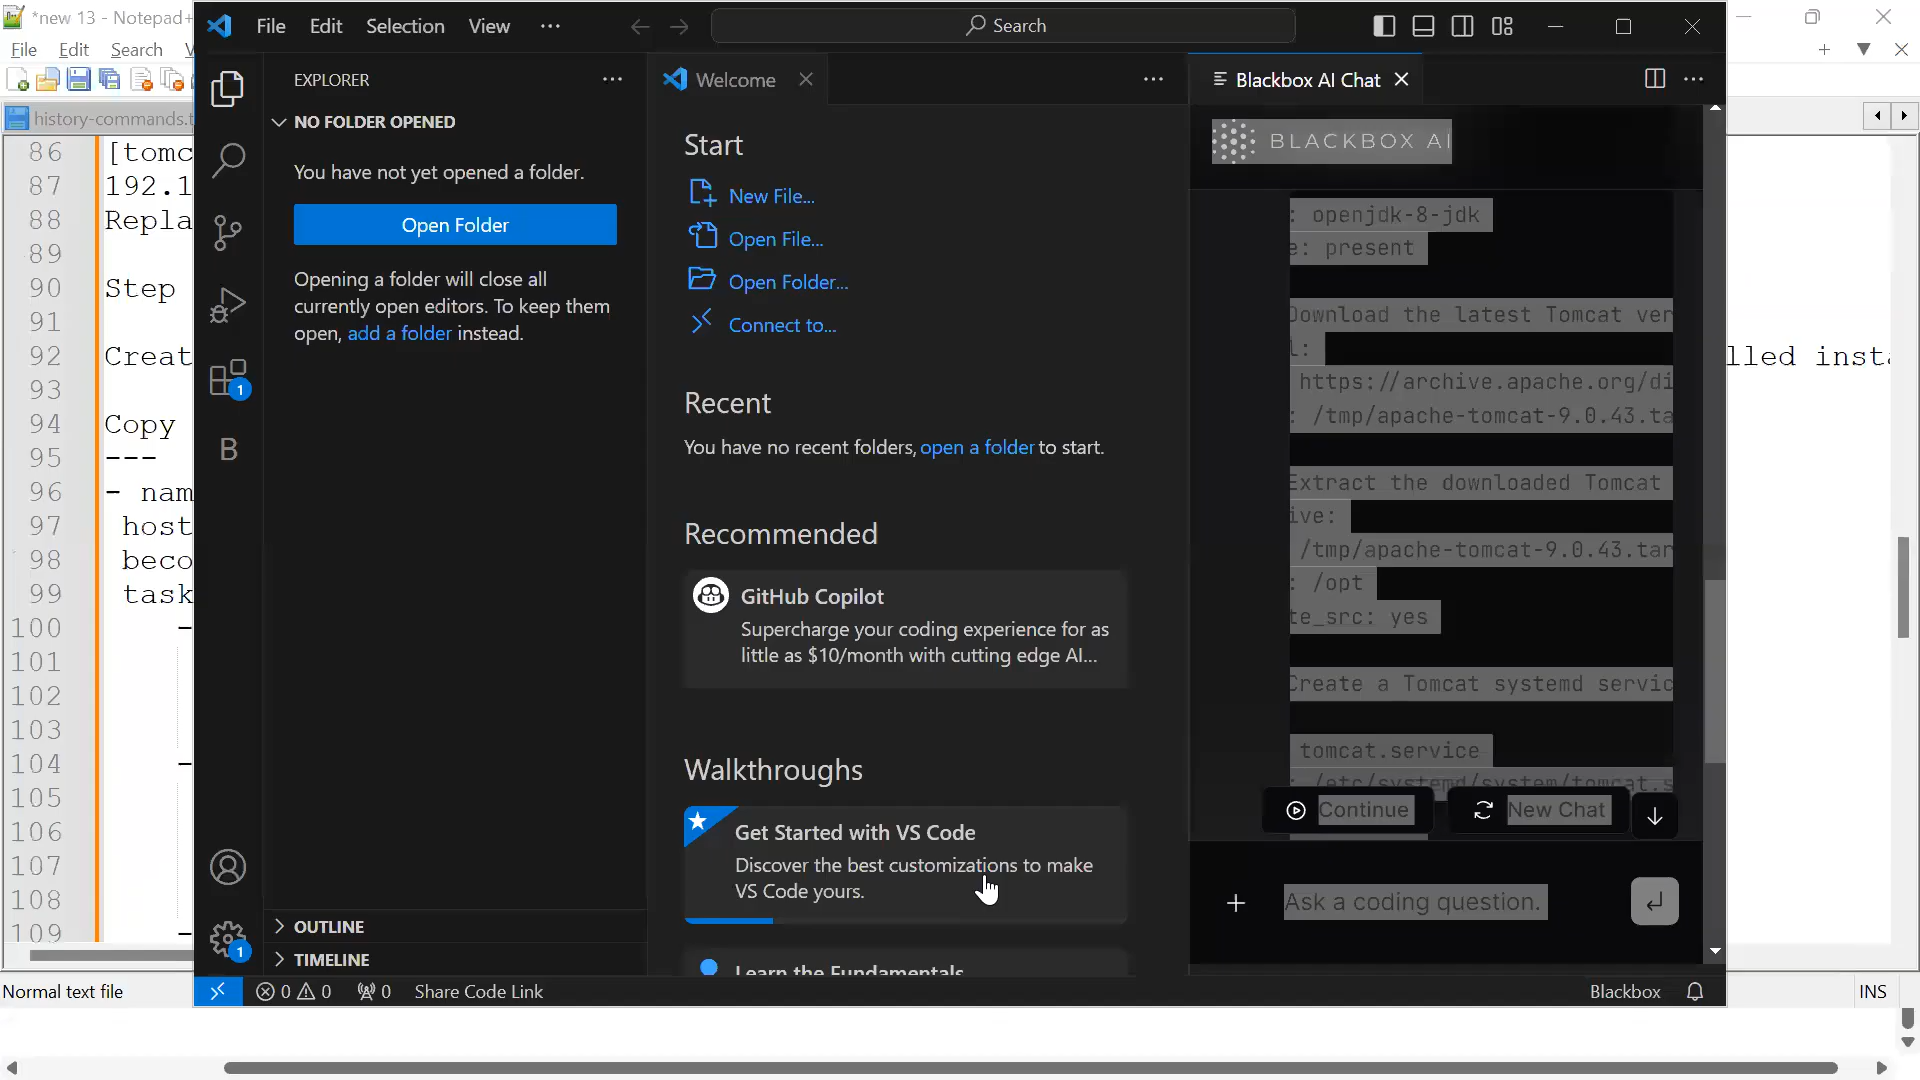 *new 13 - Notepad+
File Edit Search V
history-commands.t
86 [tomc
87 192.1
88 Repla
89
90 Step
91
92 Creat
93
94 Copy
95 ---
96 - nam
97 host
98 beco
99 task
100 -
101
102
103
104 -
105
106
107
108
109 -
lled insta
Normal text file
INS
File Edit Selection View ···
Search
EXPLORER ···
NO FOLDER OPENED
You have not yet opened a folder.
Open Folder
Opening a folder will close all
currently open editors. To keep them
open, add a folder instead.
1
B
1
OUTLINE
TIMELINE
Welcome ···
Start
New File...
Open File...
Open Folder...
Connect to...
Recent
You have no recent folders, open a folder to start.
Recommended
GitHub Copilot
Supercharge your coding experience for as
little as $10/month with cutting edge AI...
Walkthroughs
Get Started with VS Code
Discover the best customizations to make
VS Code yours.
Learn the Fundamentals
Blackbox AI Chat ···
BLACKBOX AI
: openjdk-8-jdk
e: present
Download the latest Tomcat ver
l:
https://archive.apache.org/di
: /tmp/apache-tomcat-9.0.43.ta
Extract the downloaded Tomcat
ive:
/tmp/apache-tomcat-9.0.43.tar
: /opt
te_src: yes
Create a Tomcat systemd servic
tomcat.service
: /etc/systemd/system/tomcat.s
Continue New Chat
Ask a coding question.
0 0 0 Share Code Link
Blackbox